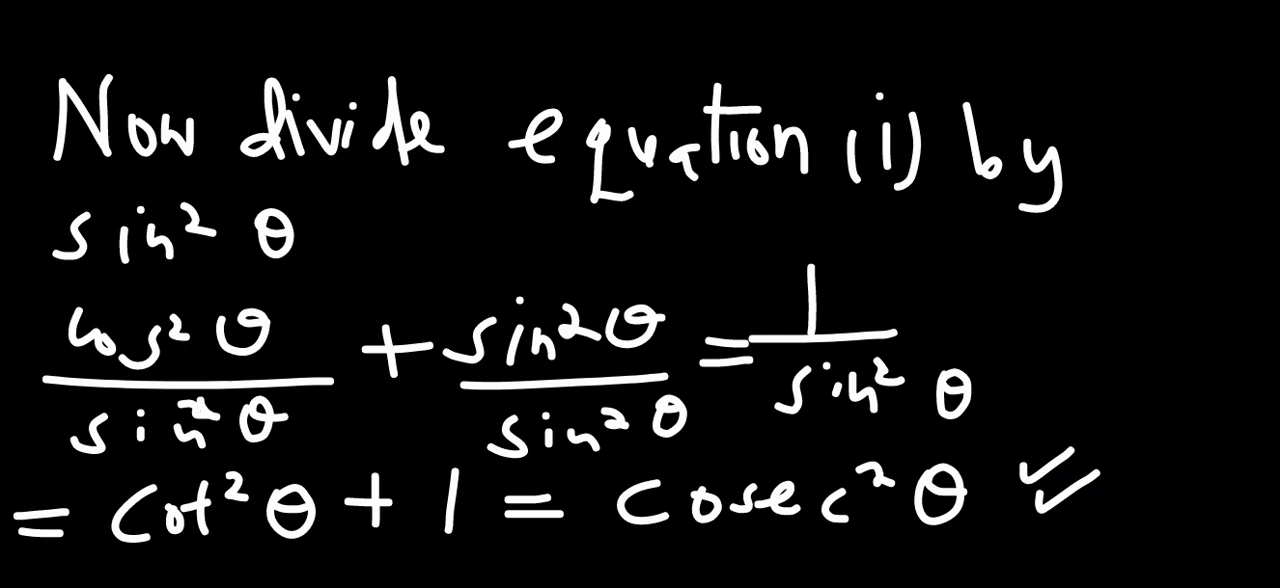 Now divide equation (i) by
sin² θ
cos² θ / sin² θ + sin² θ / sin² θ = 1 / sin² θ
= Cot² θ + 1 = Cosec² θ ✓✓